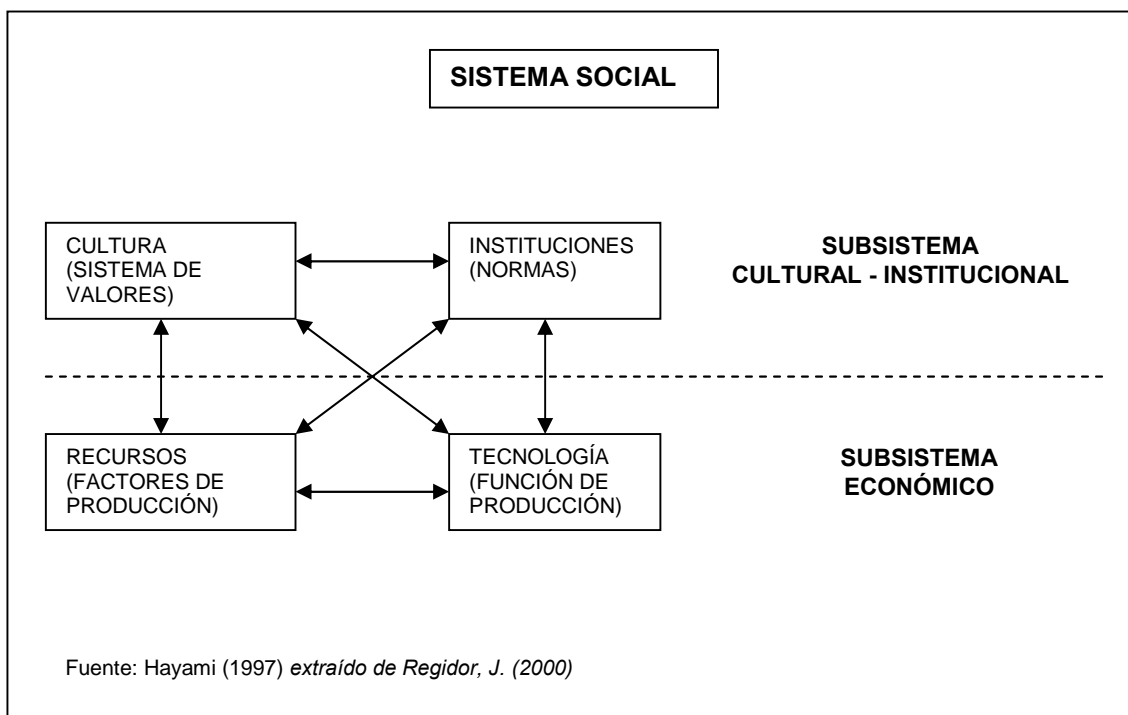 SISTEMA SOCIAL
CULTURA
(SISTEMA DE
VALORES)
INSTITUCIONES
(NORMAS)
SUBSISTEMA
CULTURAL - INSTITUCIONAL
RECURSOS
(FACTORES DE
PRODUCCIÓN)
TECNOLOGÍA
(FUNCIÓN DE
PRODUCCIÓN)
SUBSISTEMA
ECONÓMICO
Fuente: Hayami (1997) extraído de Regidor, J. (2000)